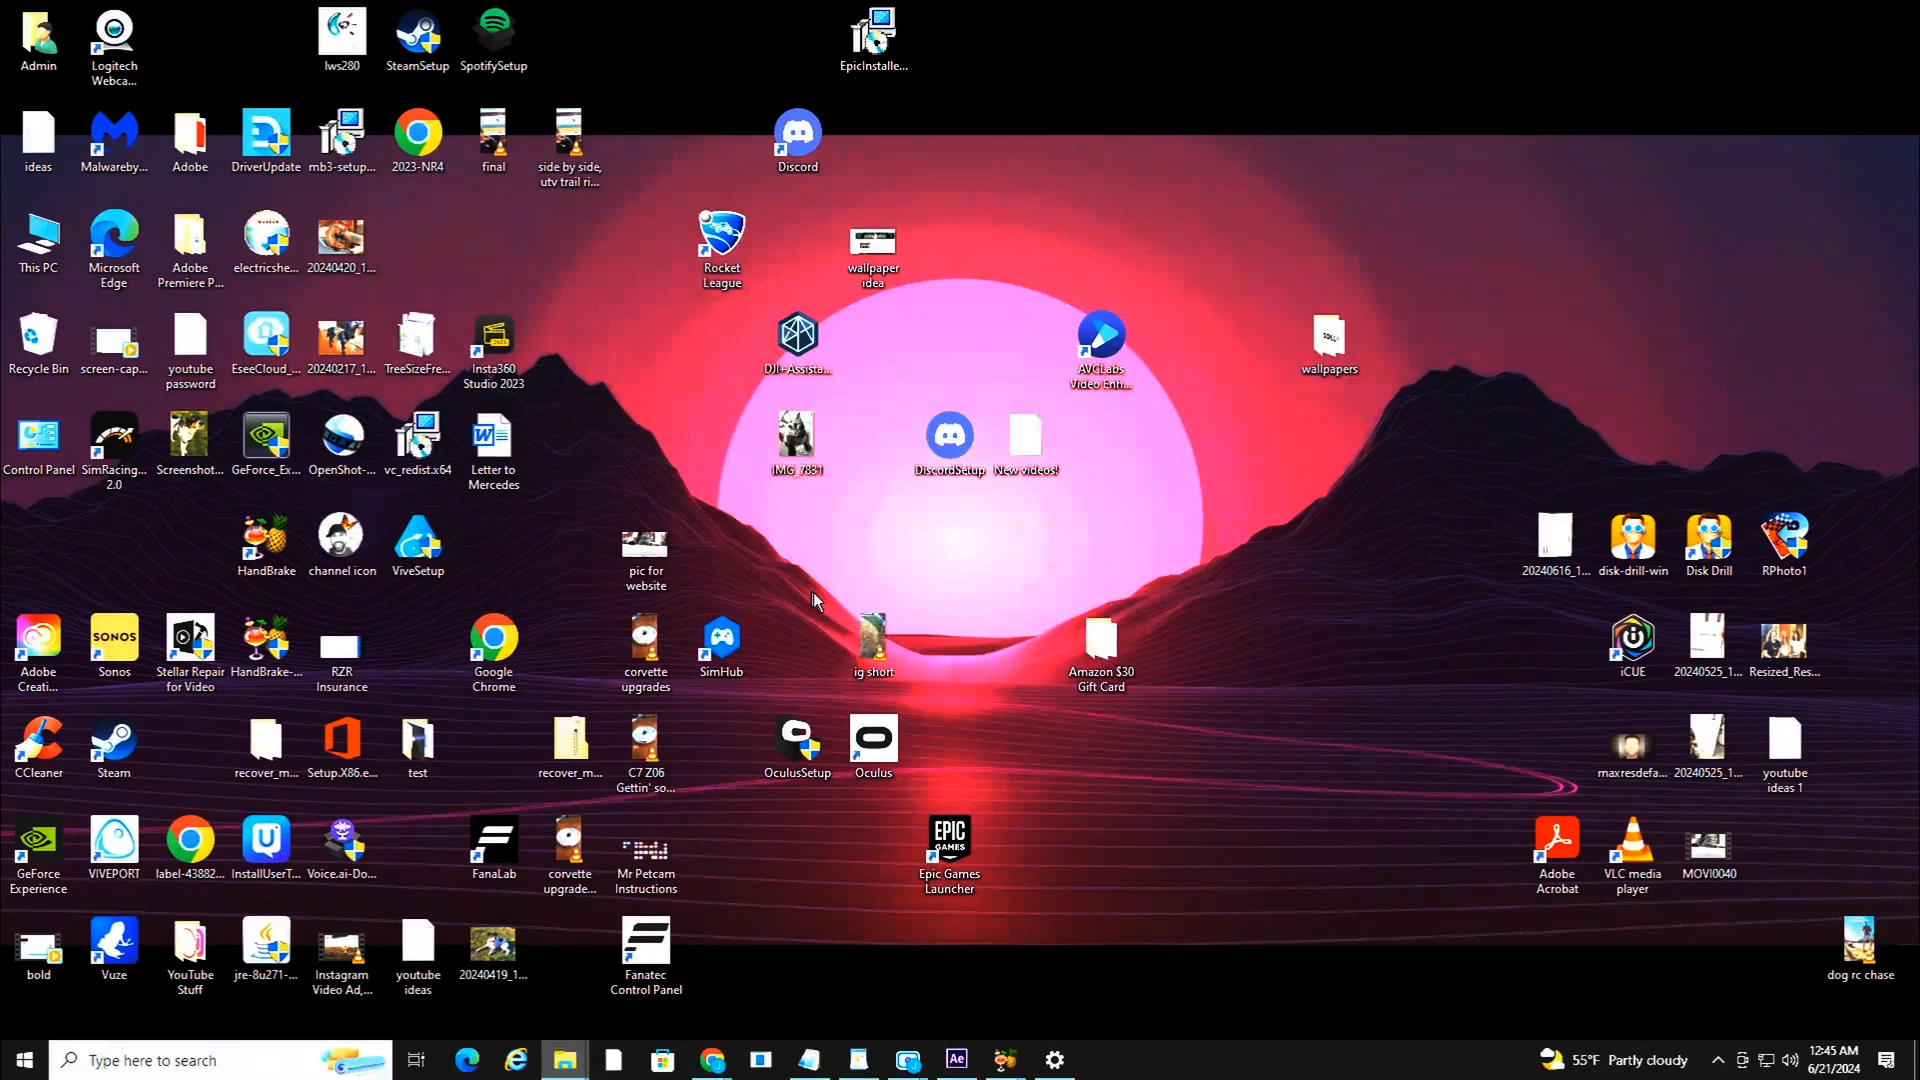 Admin
Logitech
Webca...
lws280
SteamSetup
SpotifySetup
EpicInstalle...
ideas
Malwareby...
Adobe
DriverUpdate
mb3-setup...
2023-NR4
final
side by side,
utv trail ri...
Discord
This PC
Microsoft
Edge
Adobe
Premiere P...
electricshe...
20240420_1...
Rocket
League
wallpaper
idea
Recycle Bin
screen-cap...
youtube
password
EseeCloud_...
20240217_1...
TreeSizeFre...
Insta360
Studio 2023
DJI+Assista...
AVCLabs
Video Enh...
wallpapers
Control Panel
SimRacing...
2.0
Screenshot...
GeForce_Ex...
OpenShot-...
vc_redist.x64
Letter to
Mercedes
IMG_7831
DiscordSetup
New videos!
HandBrake
channel icon
ViveSetup
pic for
website
20240616_1...
disk-drill-win
Disk Drill
RPhoto1
Adobe
Creati...
SONOS
Sonos
Stellar Repair
for Video
HandBrake-...
RZR
Insurance
Google
Chrome
corvette
upgrades
SimHub
ig short
Amazon $30
Gift Card
iCUE
20240525_1...
Resized_Res...
CCleaner
Steam
recover_m...
Setup.X86.e...
test
recover_m...
C7 Z06
Gettin' so...
OculusSetup
Oculus
maxresdefa...
20240525_1...
youtube
ideas 1
GeForce
Experience
VIVEPORT
label-43882...
InstallUserT...
Voice.ai-Do...
FanaLab
corvette
upgrade...
Mr Petcam
Instructions
EPIC
GAMES
Epic Games
Launcher
Adobe
Acrobat
VLC media
player
MOVI0040
bold
Vuze
YouTube
Stuff
jre-8u271-...
Instagram
Video Ad,...
youtube
ideas
20240419_1...
Fanatec
Control Panel
dog rc chase
Type here to search
Ae
55°F Partly cloudy
12:45 AM
6/21/2024